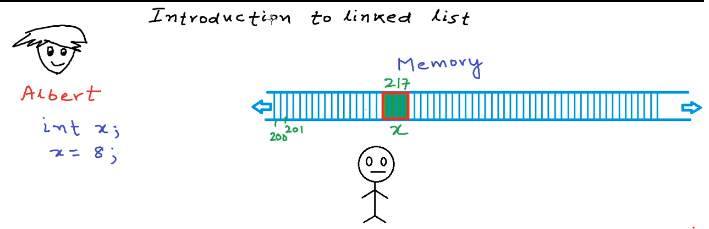 Introduction to linked list
Albert
int x;
x = 8;
Memory
217
200
201
x